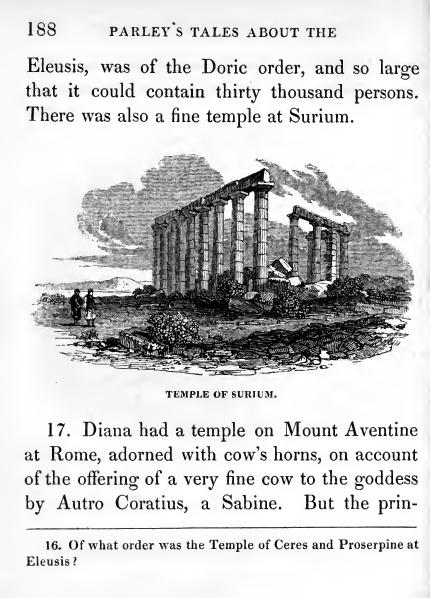 188 PARLEY'S TALES ABOUT THE
Eleusis, was of the Doric order, and so large
that it could contain thirty thousand persons.
There was also a fine temple at Surium.
TEMPLE OF SURIUM.
17. Diana had a temple on Mount Aventine
at Rome, adorned with cow's horns, on account
of the offering of a very fine cow to the goddess
by Autro Coratius, a Sabine. But the prin-
16. Of what order was the Temple of Ceres and Proserpine at
Eleusis?